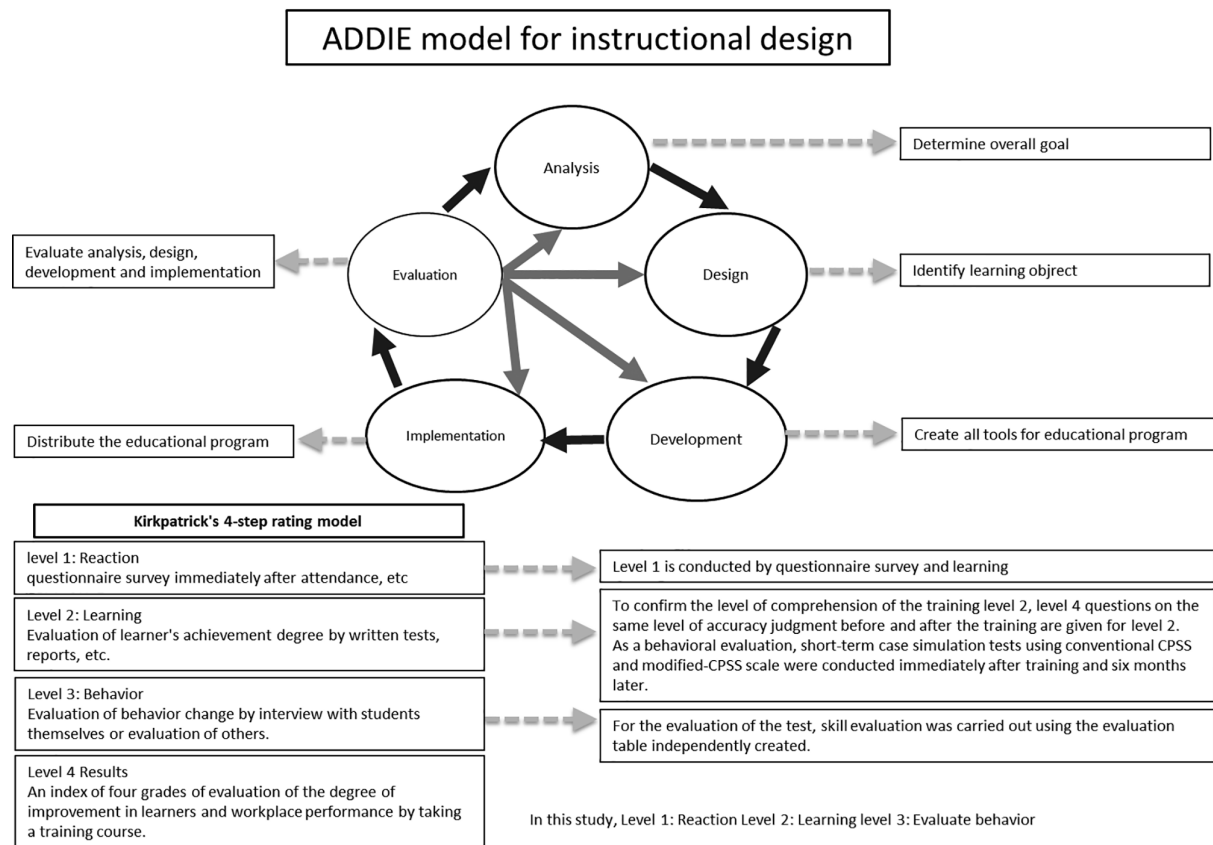 ADDIE model for instructional design
Analysis
Determine overall goal
Evaluate analysis, design,
development and implementation
Evaluation
Design
Identify learning objrect
Distribute the educational program
Implementation
Development
Create all tools for educational program
Kirkpatrick's 4-step rating model
level 1: Reaction
questionnaire survey immediately after attendance, etc
Level 1 is conducted by questionnaire survey and learning
Level 2: Learning
Evaluation of learner's achievement degree by written tests,
reports, etc.
To confirm the level of comprehension of the training level 2, level 4 questions on the
same level of accuracy judgment before and after the training are given for level 2.
As a behavioral evaluation, short-term case simulation tests using conventional CPSS
and modified-CPSS scale were conducted immediately after training and six months
later.
Level 3: Behavior
Evaluation of behavior change by interview with students
themselves or evaluation of others.
For the evaluation of the test, skill evaluation was carried out using the evaluation
table independently created.
Level 4 Results
An index of four grades of evaluation of the degree of
improvement in learners and workplace performance by taking
a training course.
In this study, Level 1: Reaction Level 2: Learning level 3: Evaluate behavior